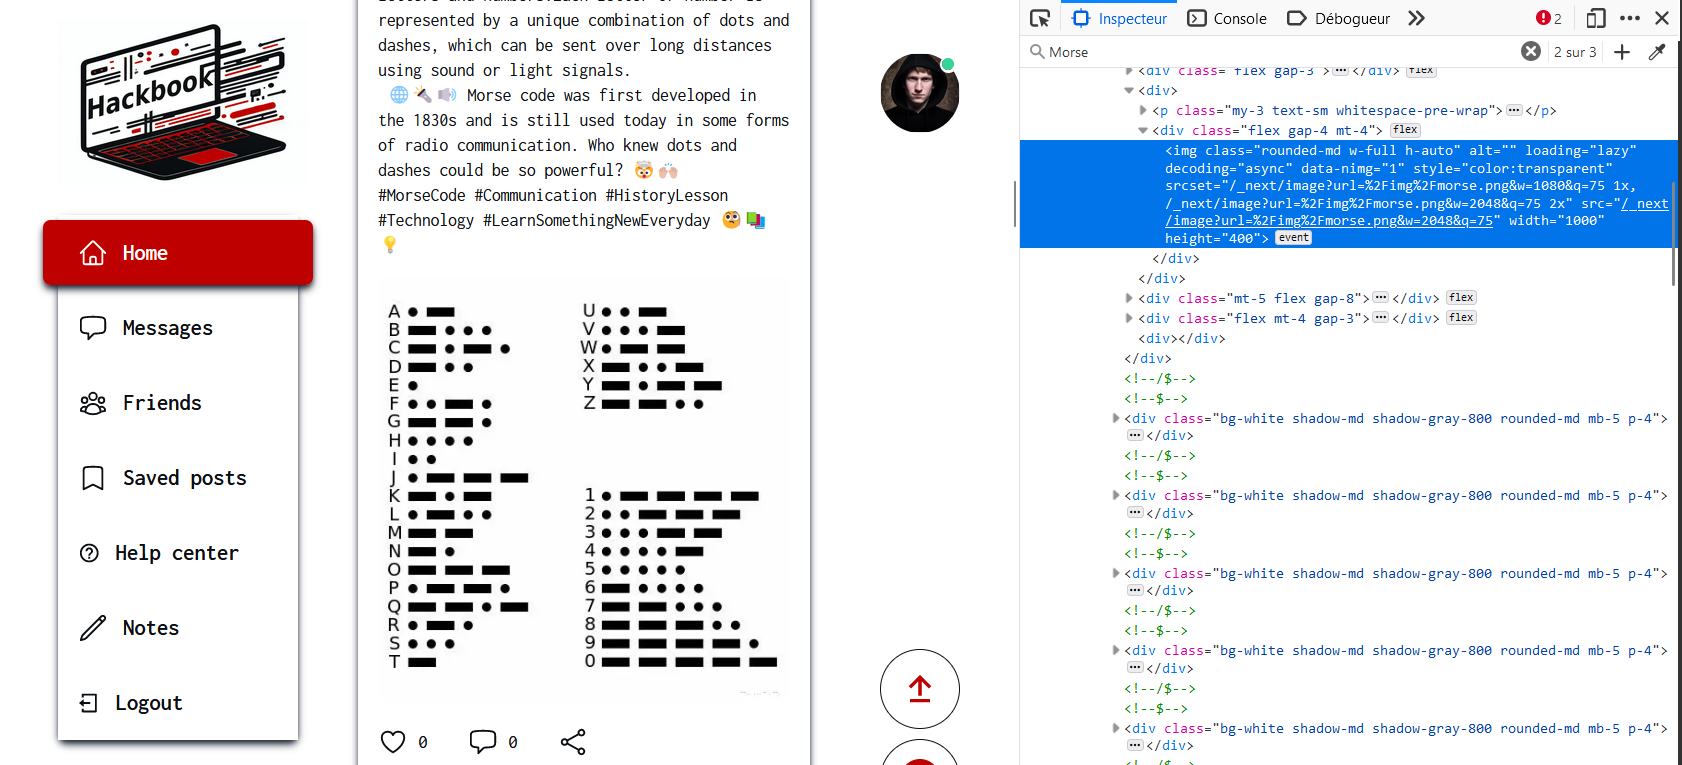 Hackbook
Home
Messages
Friends
Saved posts
Help center
Notes
Logout
represented by a unique combination of dots and
dashes, which can be sent over long distances
using sound or light signals.
🌐🔦🔊 Morse code was first developed in
the 1830s and is still used today in some forms
of radio communication. Who knew dots and
dashes could be so powerful? 🤯🙌🏻
#MorseCode #Communication #HistoryLesson
#Technology #LearnSomethingNewEveryday 🧐📚
💡
A
B
C
D
E
F
G
H
I
J
K
L
M
N
O
P
Q
R
S
T
U
V
W
X
Y
Z
1
2
3
4
5
6
7
8
9
0
0 0
Inspecteur Console Débogueur 2
Morse 2 sur 3
<div class="flex gap-3">⋯</div> flex
<div>
<p class="my-3 text-sm whitespace-pre-wrap">⋯</p>
<div class="flex gap-4 mt-4"> flex
<img class="rounded-md w-full h-auto" alt="" loading="lazy"
decoding="async" data-nimg="1" style="color:transparent"
srcset="/_next/image?url=%2Fimg%2Fmorse.png&w=1080&q=75 1x,
/_next/image?url=%2Fimg%2Fmorse.png&w=2048&q=75 2x" src="/_next
/image?url=%2Fimg%2Fmorse.png&w=2048&q=75" width="1000"
height="400"> event
</div>
</div>
<div class="mt-5 flex gap-8">⋯</div> flex
<div class="flex mt-4 gap-3">⋯</div> flex
<div></div>
</div>
<!--/$-->
<!--$-->
<div class="bg-white shadow-md shadow-gray-800 rounded-md mb-5 p-4">
⋯</div>
<!--/$-->
<!--$-->
<div class="bg-white shadow-md shadow-gray-800 rounded-md mb-5 p-4">
⋯</div>
<!--/$-->
<!--$-->
<div class="bg-white shadow-md shadow-gray-800 rounded-md mb-5 p-4">
⋯</div>
<!--/$-->
<!--$-->
<div class="bg-white shadow-md shadow-gray-800 rounded-md mb-5 p-4">
⋯</div>
<!--/$-->
<!--$-->
<div class="bg-white shadow-md shadow-gray-800 rounded-md mb-5 p-4">
⋯</div>